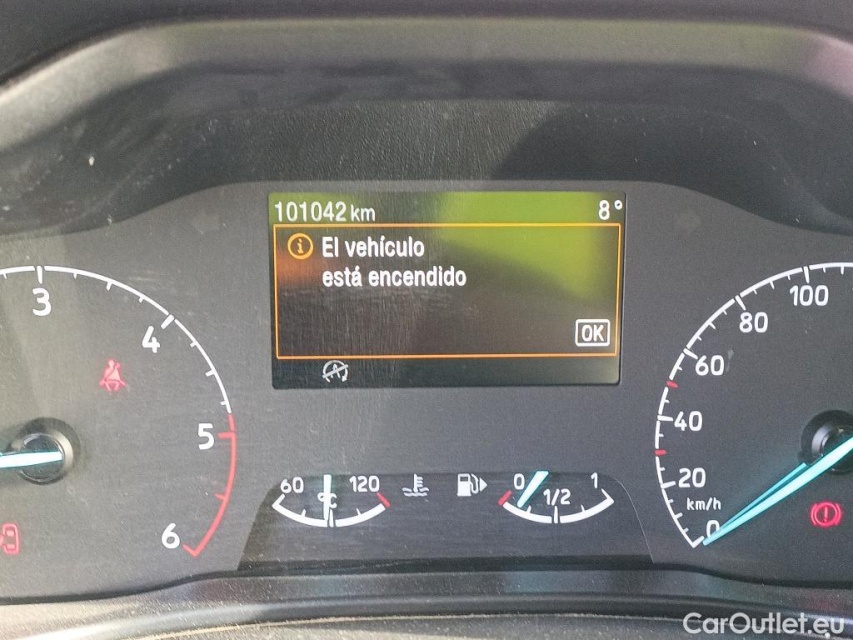 101042 km 8°
El vehículo
está encendido
OK
3
4
5
6
100
80
60
40
20
0
km/h
60 °C 120
0 1/2 1
CarOutlet.eu